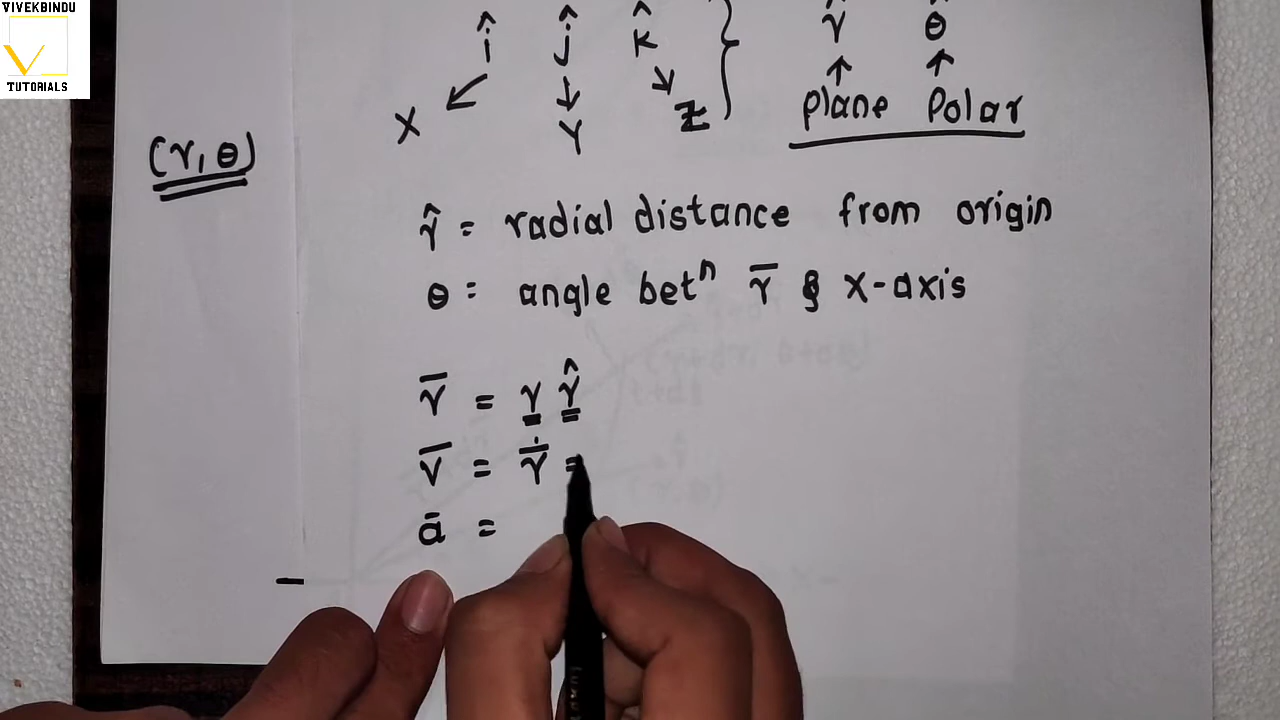 VIVEKBINDU
TUTORIALS
î ĵ k̂ } r̂ θ̂
X Y Z plane Polar
(r, θ)
r̂ = radial distance from origin
θ = angle betⁿ r̄ & x-axis
r̄ = r r̂
v̄ = r̄̇ =
ā =